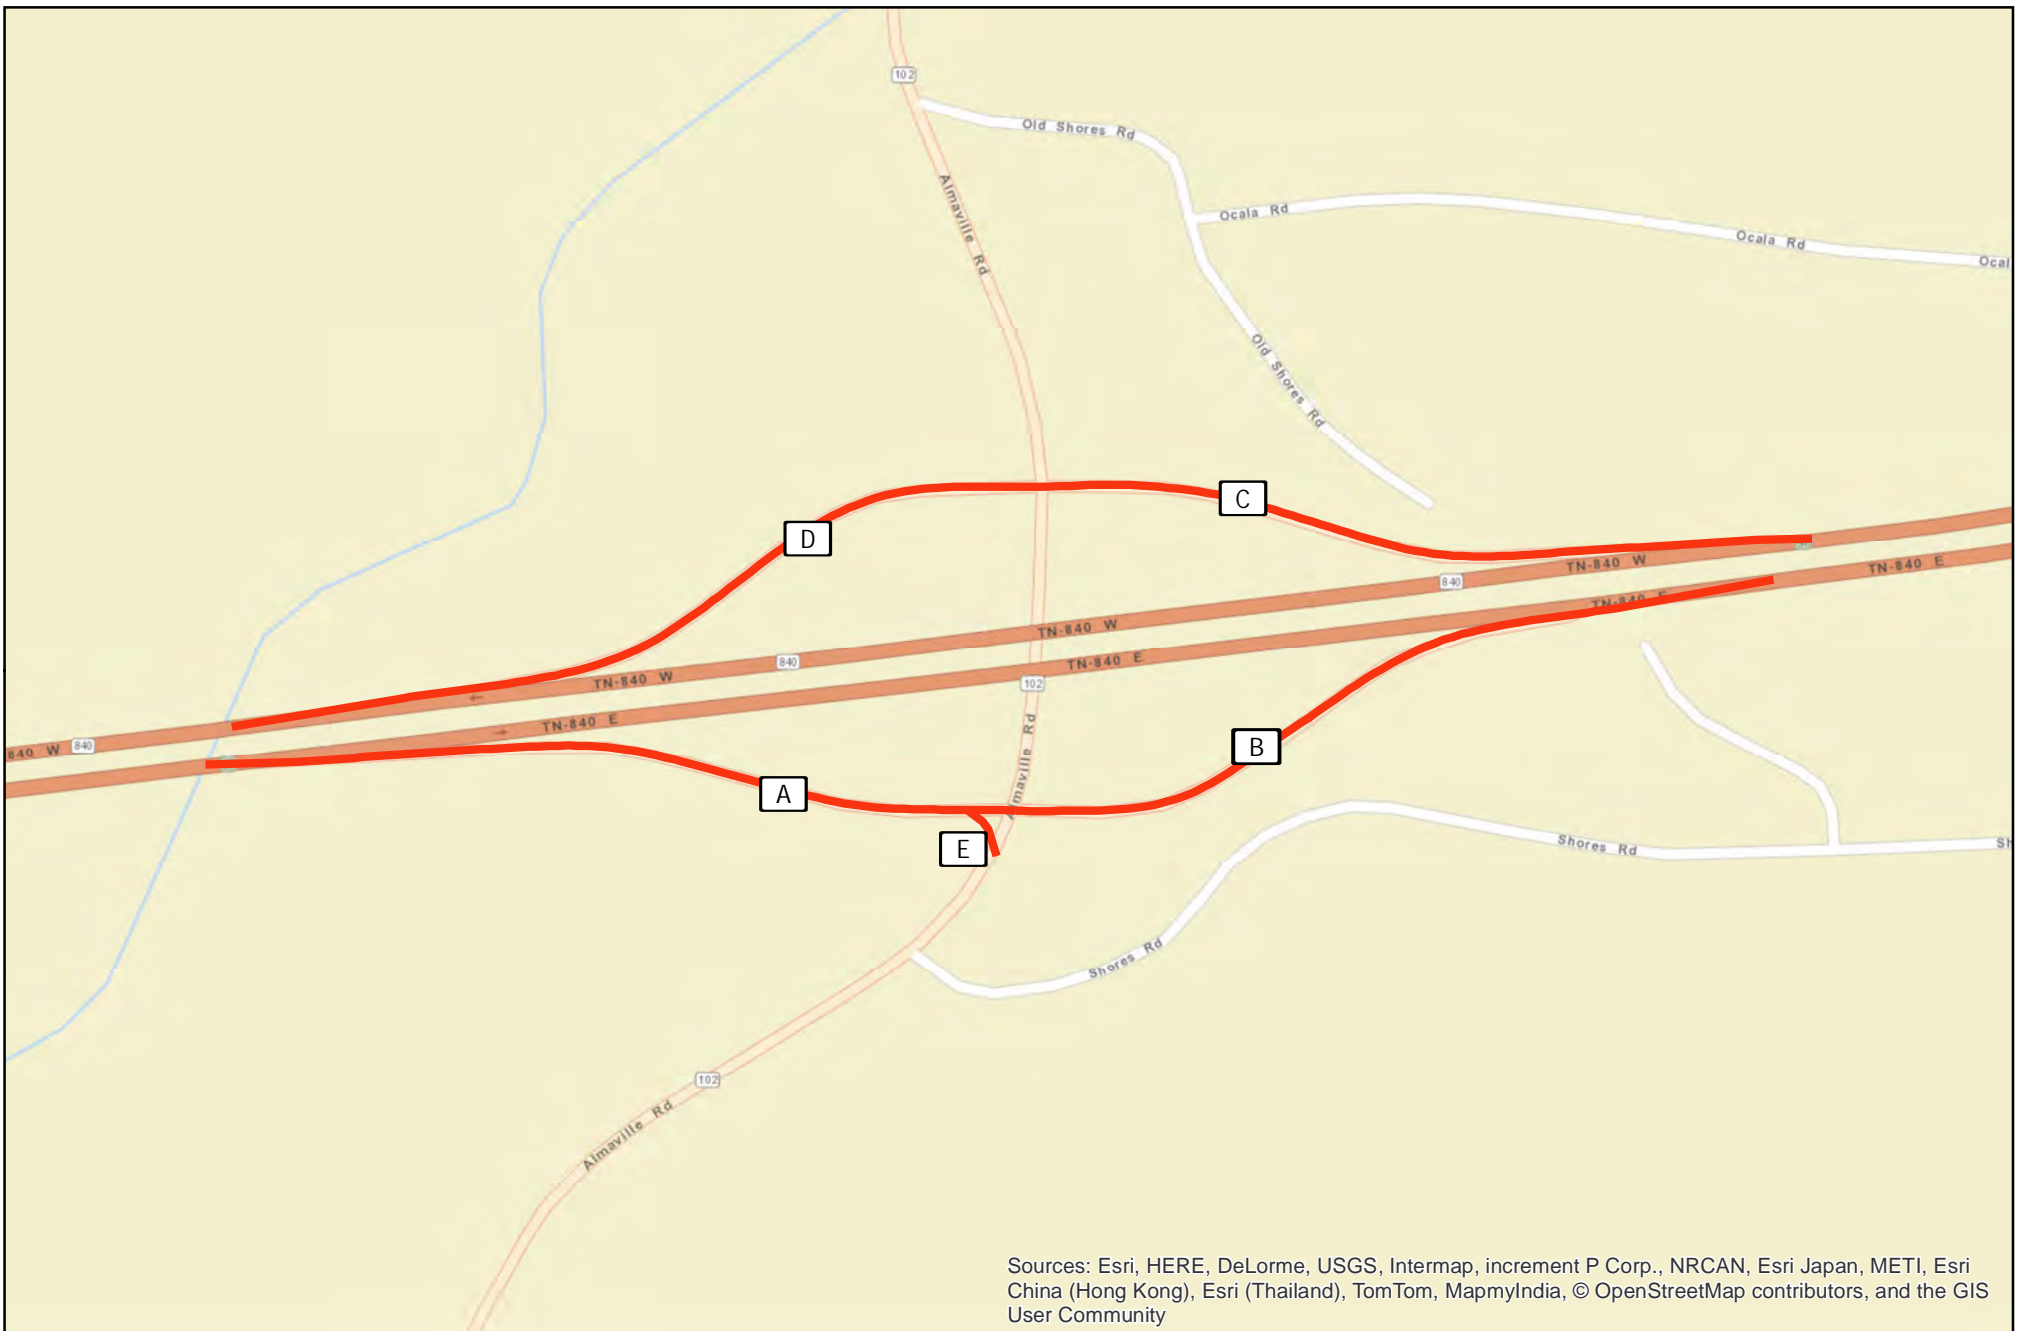 102
Old Shores Rd
Almaville Rd
Ocala Rd
Ocala Rd
Ocal
Old Shores Rd
C
D
TN-840 W
840
TN-840 E
TN-840 E
TN-840 W
840
TN-840 W
TN-840 E
102
TN-840 E
840 W
840
Almaville Rd
B
A
E
Shores Rd
Sh
Shores Rd
102
Almaville Rd
Sources: Esri, HERE, DeLorme, USGS, Intermap, increment P Corp., NRCAN, Esri Japan, METI, Esri
China (Hong Kong), Esri (Thailand), TomTom, MapmyIndia, © OpenStreetMap contributors, and the GIS
User Community